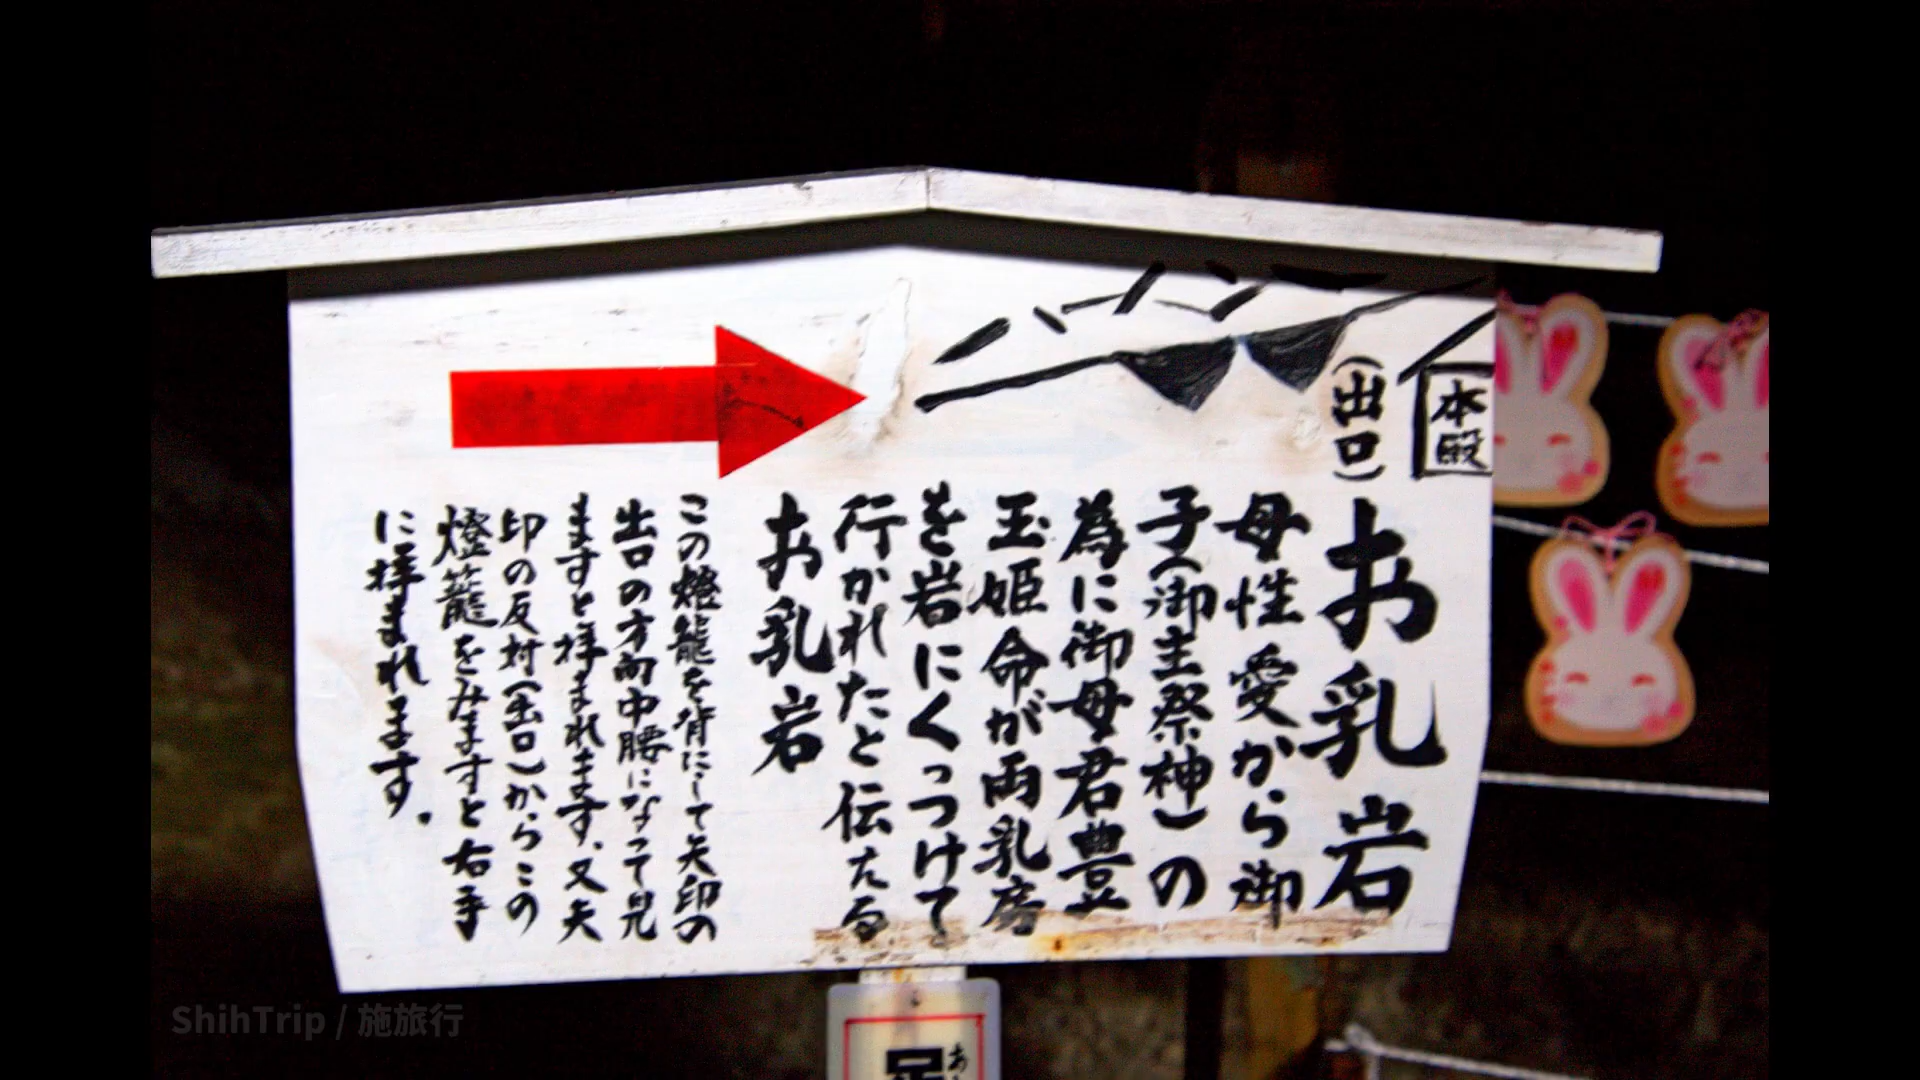 本殿
(出口)
お乳岩
母性愛から御
子(御主祭神)の
為に御母君豊
玉姫命が両乳房
を岩にくっつけて
行かれたと伝たる
お乳岩
この燈籠を背にして矢印の
出口の方向中腰になって見
ますと拝まれます、又矢
印の反対(出口)からこの
燈籠をみますと右手
に拝まれます。
ShihTrip / 施旅行